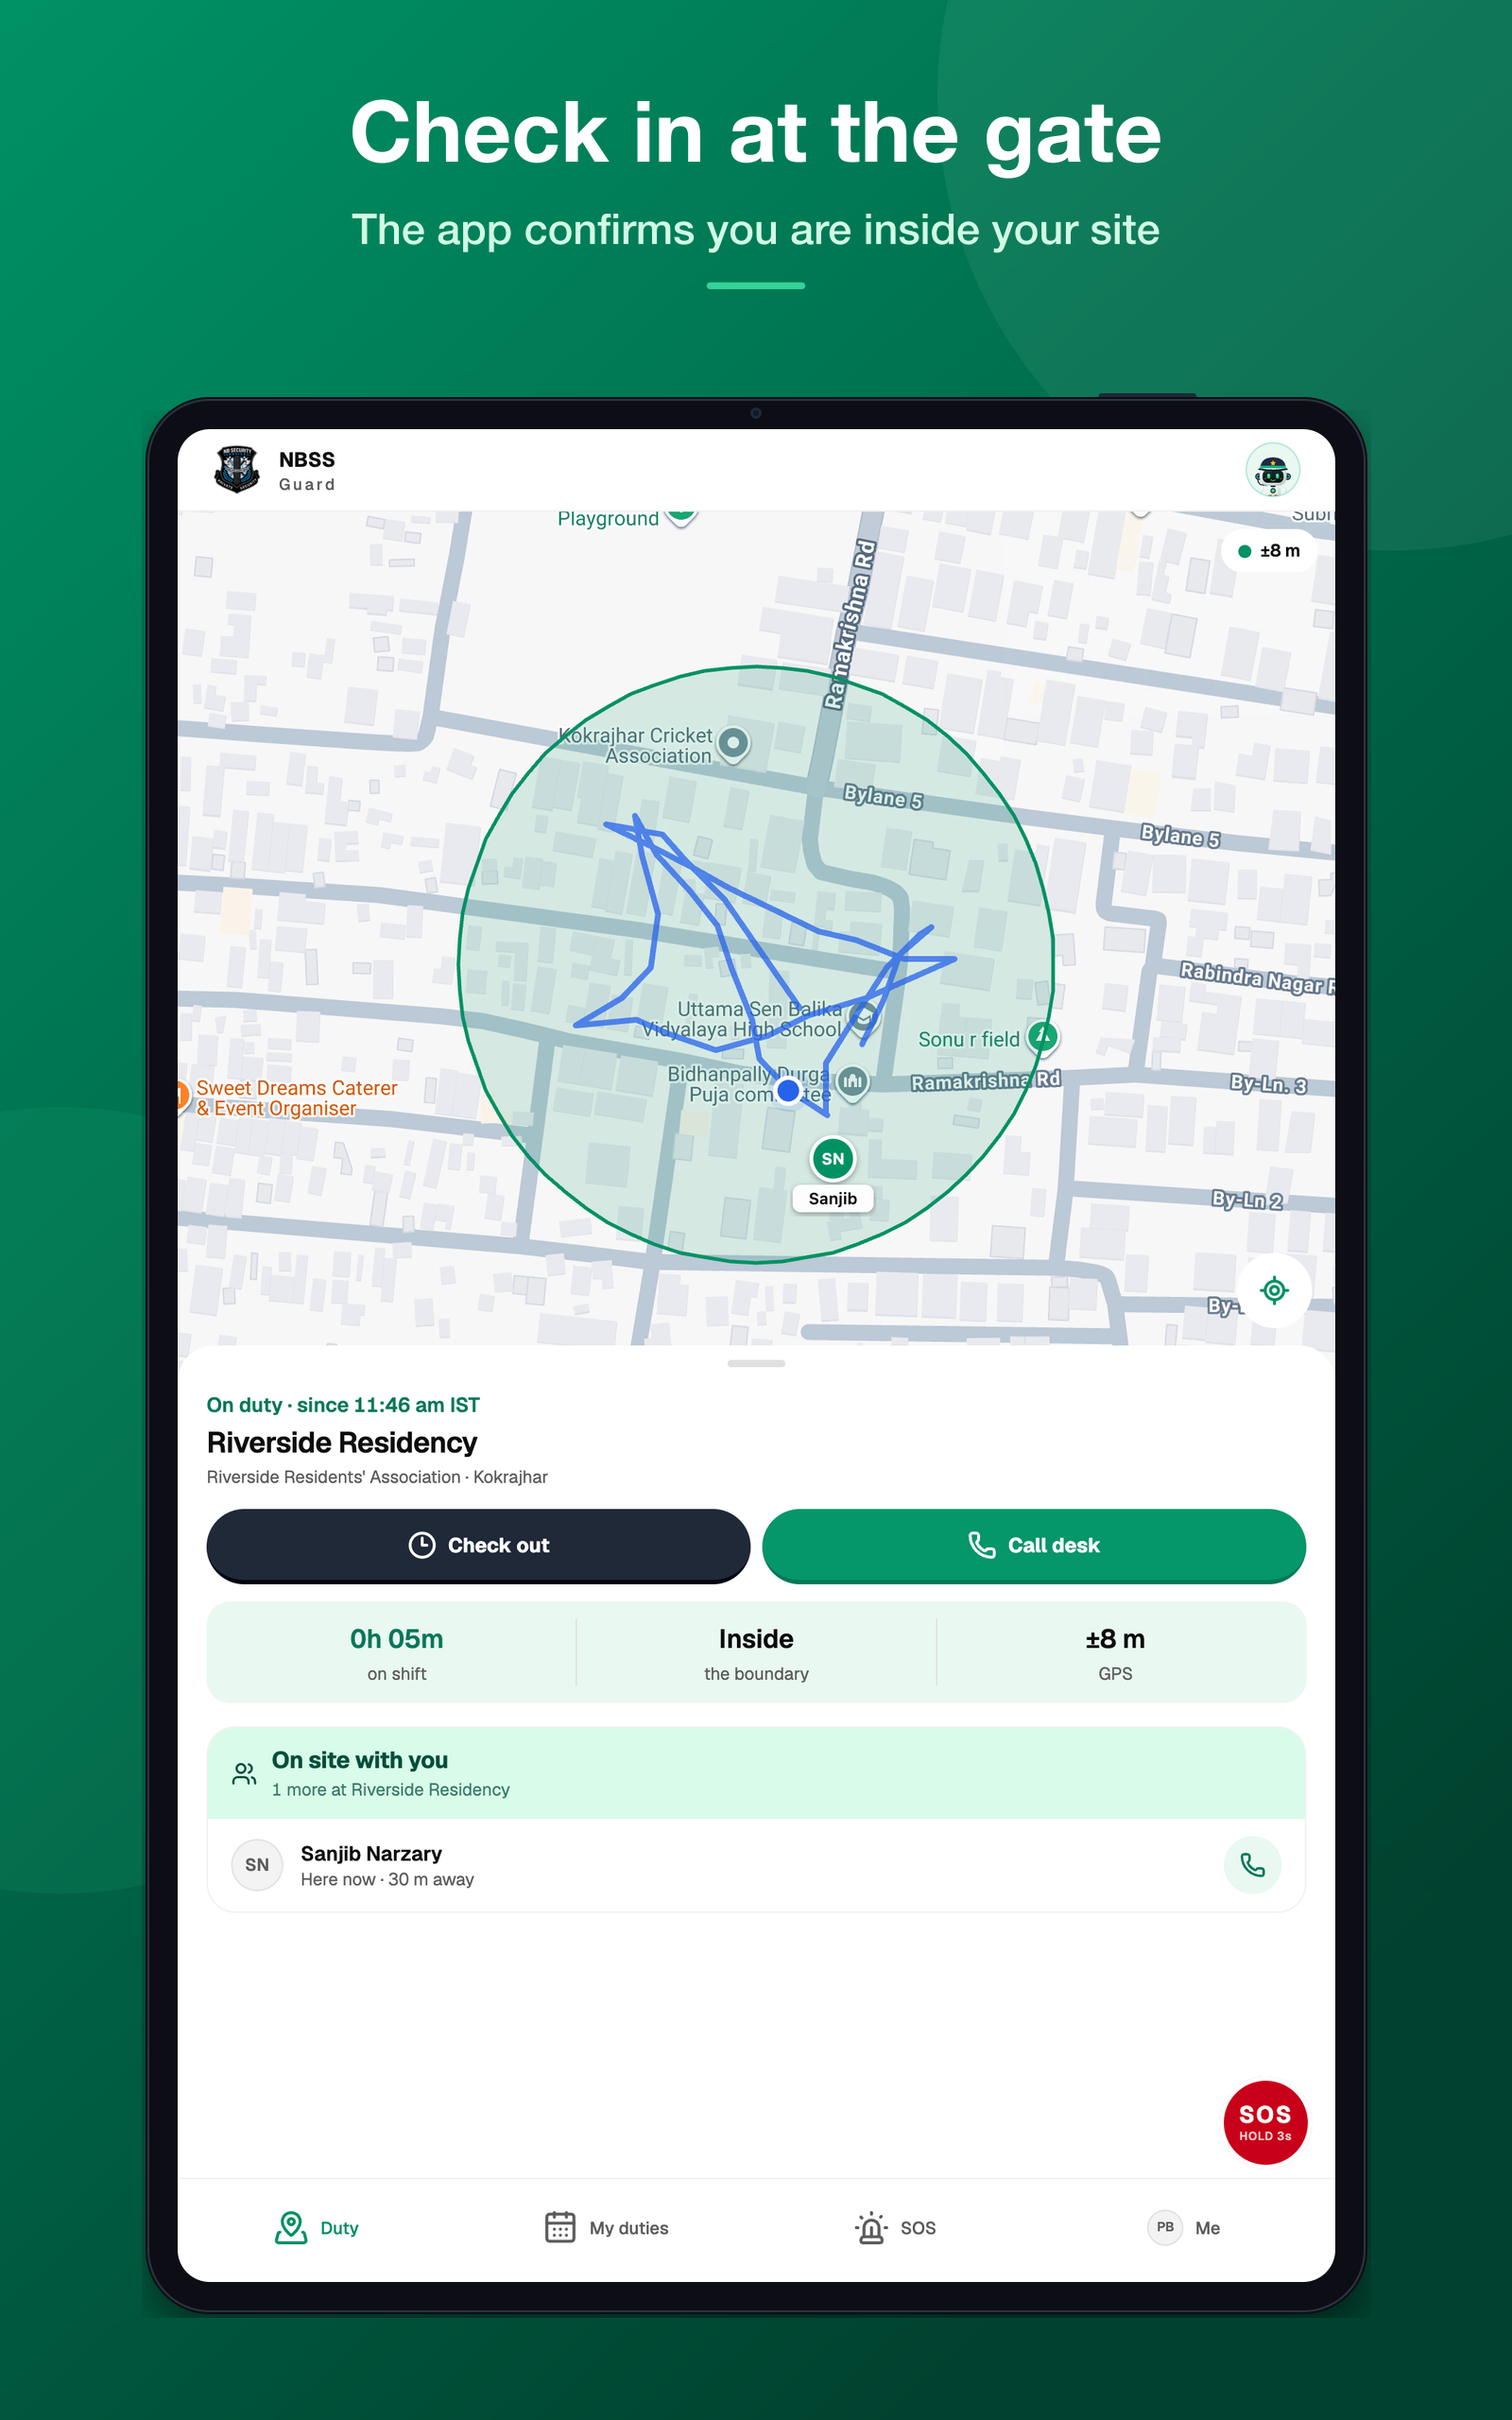 Check in at the gate
The app confirms you are inside your site
NBSS
Guard
Playground
±8 m
Ramakrishna Rd
Kokrajhar Cricket
Association
Bylane 5
Bylane 5
Rabindra Nagar R
Uttama Sen Balika
Vidyalaya High School
Sonu r field
Bidhanpally Durga
Puja committee
Ramakrishna Rd
By-Ln. 3
Sweet Dreams Caterer
& Event Organiser
SN
Sanjib
By-Ln 2
By-
On duty · since 11:46 am IST
Riverside Residency
Riverside Residents' Association · Kokrajhar
Check out
Call desk
0h 05m
on shift
Inside
the boundary
±8 m
GPS
On site with you
1 more at Riverside Residency
SN
Sanjib Narzary
Here now · 30 m away
SOS
HOLD 3s
Duty
My duties
SOS
PB
Me